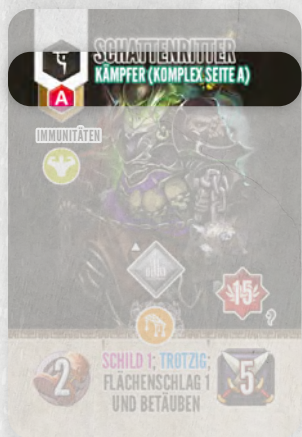 SCHATTENRITTER
KÄMPFER (KOMPLEX SEITE A)
A
IMMUNITÄTEN
15
2
SCHILD 1; TROTZIG;
FLÄCHENSCHLAG 1
UND BETÄUBEN
5